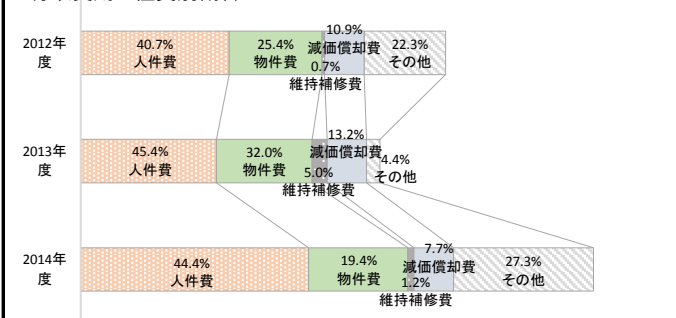 2012年
度
40.7%
人件費
25.4%
物件費
0.7%
維持補修費
10.9%
減価償却費
22.3%
その他
2013年
度
45.4%
人件費
32.0%
物件費
5.0%
維持補修費
13.2%
減価償却費
4.4%
その他
2014年
度
44.4%
人件費
19.4%
物件費
1.2%
維持補修費
7.7%
減価償却費
27.3%
その他